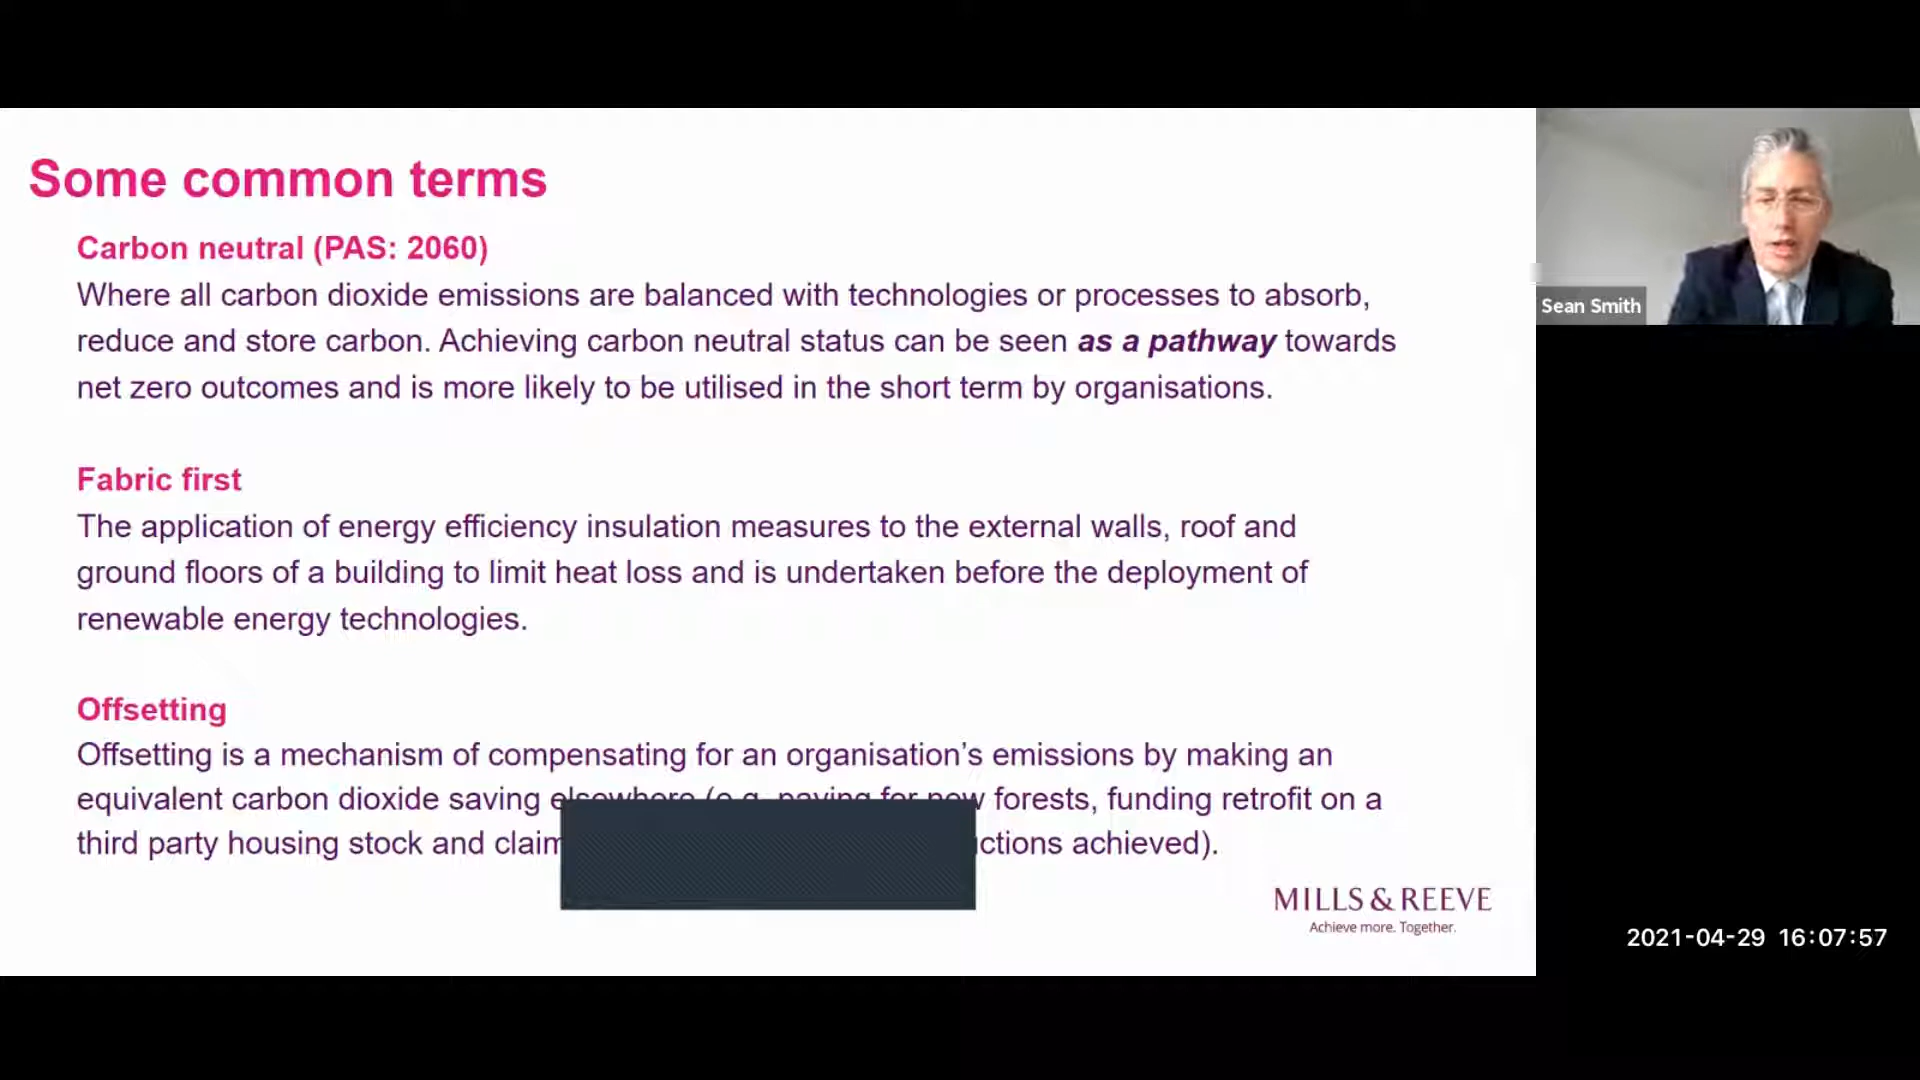 Some common terms
Carbon neutral (PAS: 2060)
Where all carbon dioxide emissions are balanced with technologies or processes to absorb,
reduce and store carbon. Achieving carbon neutral status can be seen as a pathway towards
net zero outcomes and is more likely to be utilised in the short term by organisations.
Fabric first
The application of energy efficiency insulation measures to the external walls, roof and
ground floors of a building to limit heat loss and is undertaken before the deployment of
renewable energy technologies.
Offsetting
Offsetting is a mechanism of compensating for an organisation’s emissions by making an
equivalent carbon dioxide saving elsewhere (e.g. paying for new forests, funding retrofit on a
third party housing stock and achieved).
MILLS & REEVE
Achieve more. Together.
Sean Smith
2021-04-29 16:07:57